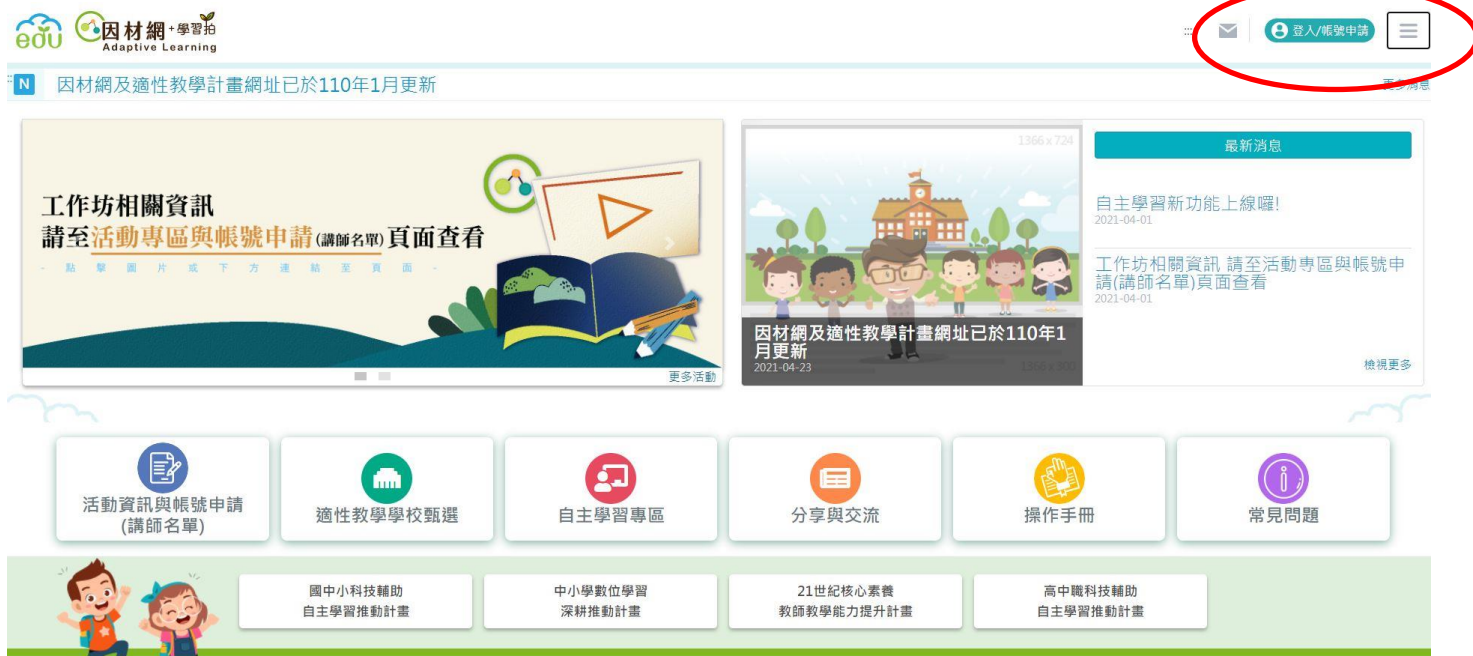 edU 因材網+學習拍
Adaptive Learning
登入/帳號申請
N 因材網及適性教學計畫網址已於110年1月更新
更多消息
工作坊相關資訊
請至活動專區與帳號申請(講師名單)頁面查看
- 點擊圖片或下方連結至頁面 -
更多活動
1366 x 724
因材網及適性教學計畫網址已於110年1
月更新
2021-04-23
最新消息
自主學習新功能上線囉!
2021-04-01
工作坊相關資訊 請至活動專區與帳號申
請(講師名單)頁面查看
2021-04-01
檢視更多
活動資訊與帳號申請
(講師名單)
適性教學學校甄選
自主學習專區
分享與交流
操作手冊
常見問題
國中小科技輔助
自主學習推動計畫
中小學數位學習
深耕推動計畫
21世紀核心素養
教師教學能力提升計畫
高中職科技輔助
自主學習推動計畫